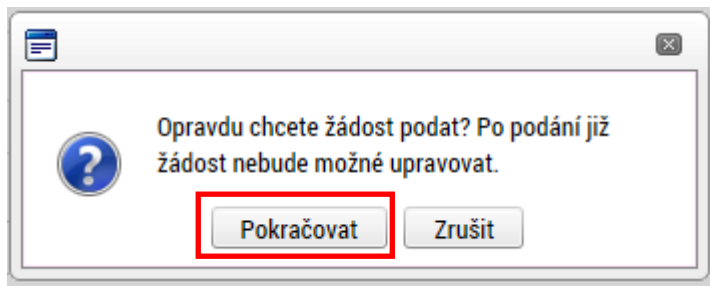 Opravdu chcete žádost podat? Po podání již
žádost nebude možné upravovat.
Pokračovat
Zrušit